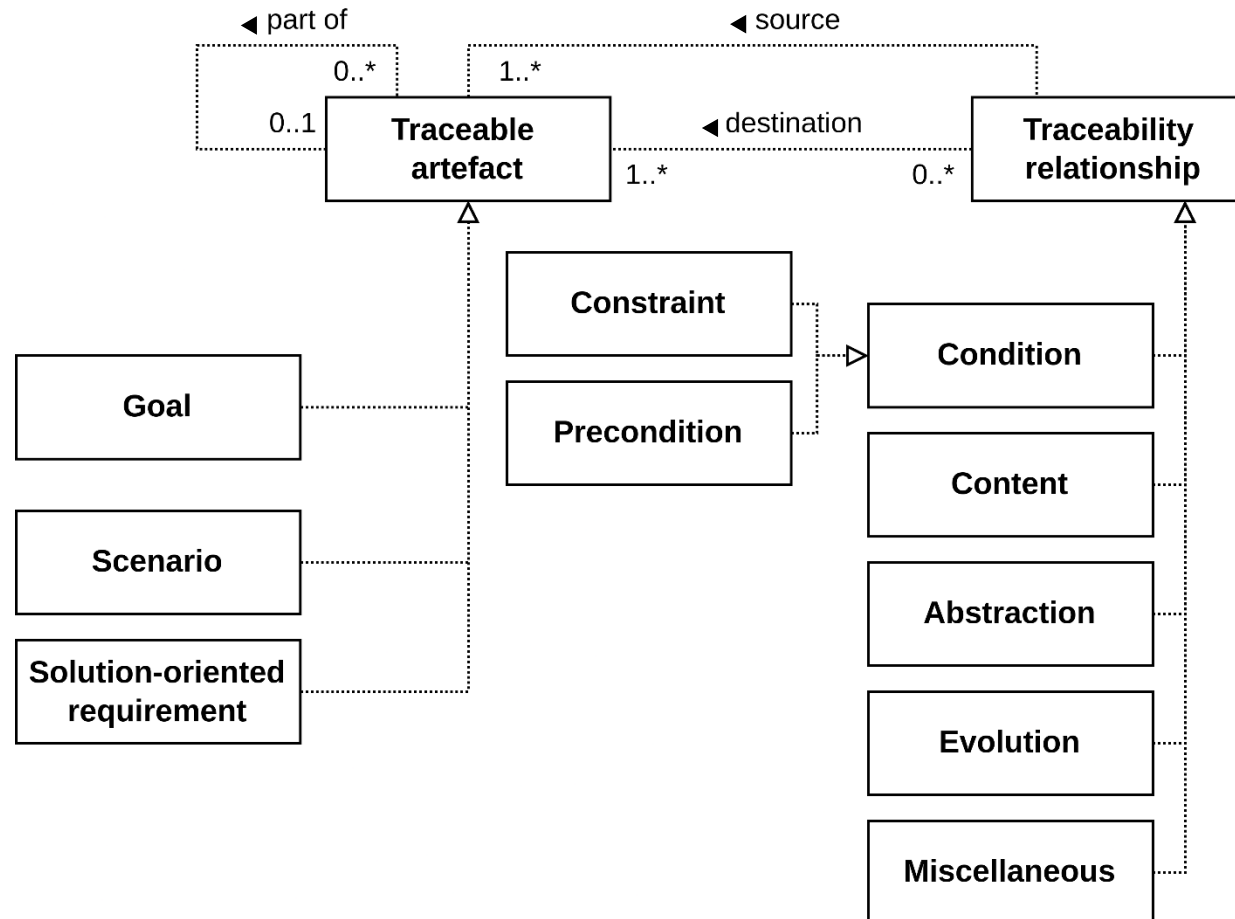 ◀ part of
◀ source
0..*
1..*
0..1
Traceable
artefact
◀ destination
1..*
0..*
Traceability
relationship
Constraint
Precondition
Condition
Goal
Content
Scenario
Abstraction
Solution-oriented
requirement
Evolution
Miscellaneous